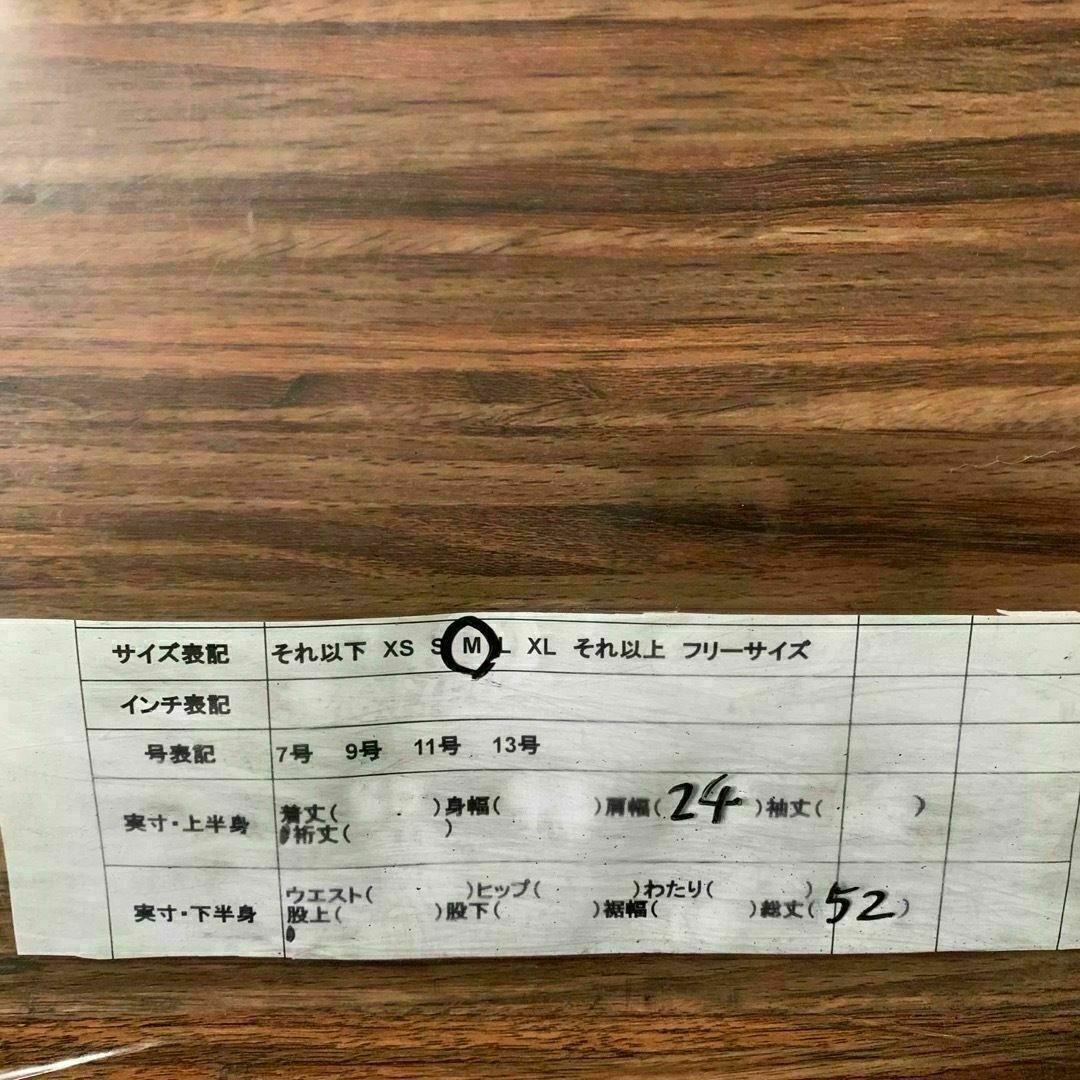 サイズ表記 それ以下 XS S M L XL それ以上 フリーサイズ
インチ表記
号表記 7号 9号 11号 13号
実寸・上半身 着丈( )身幅( )肩幅( 24 )袖丈( )
裄丈( )
実寸・下半身 ウエスト( )ヒップ( )わたり( )
股上( )股下( )裾幅( )総丈( 52 )